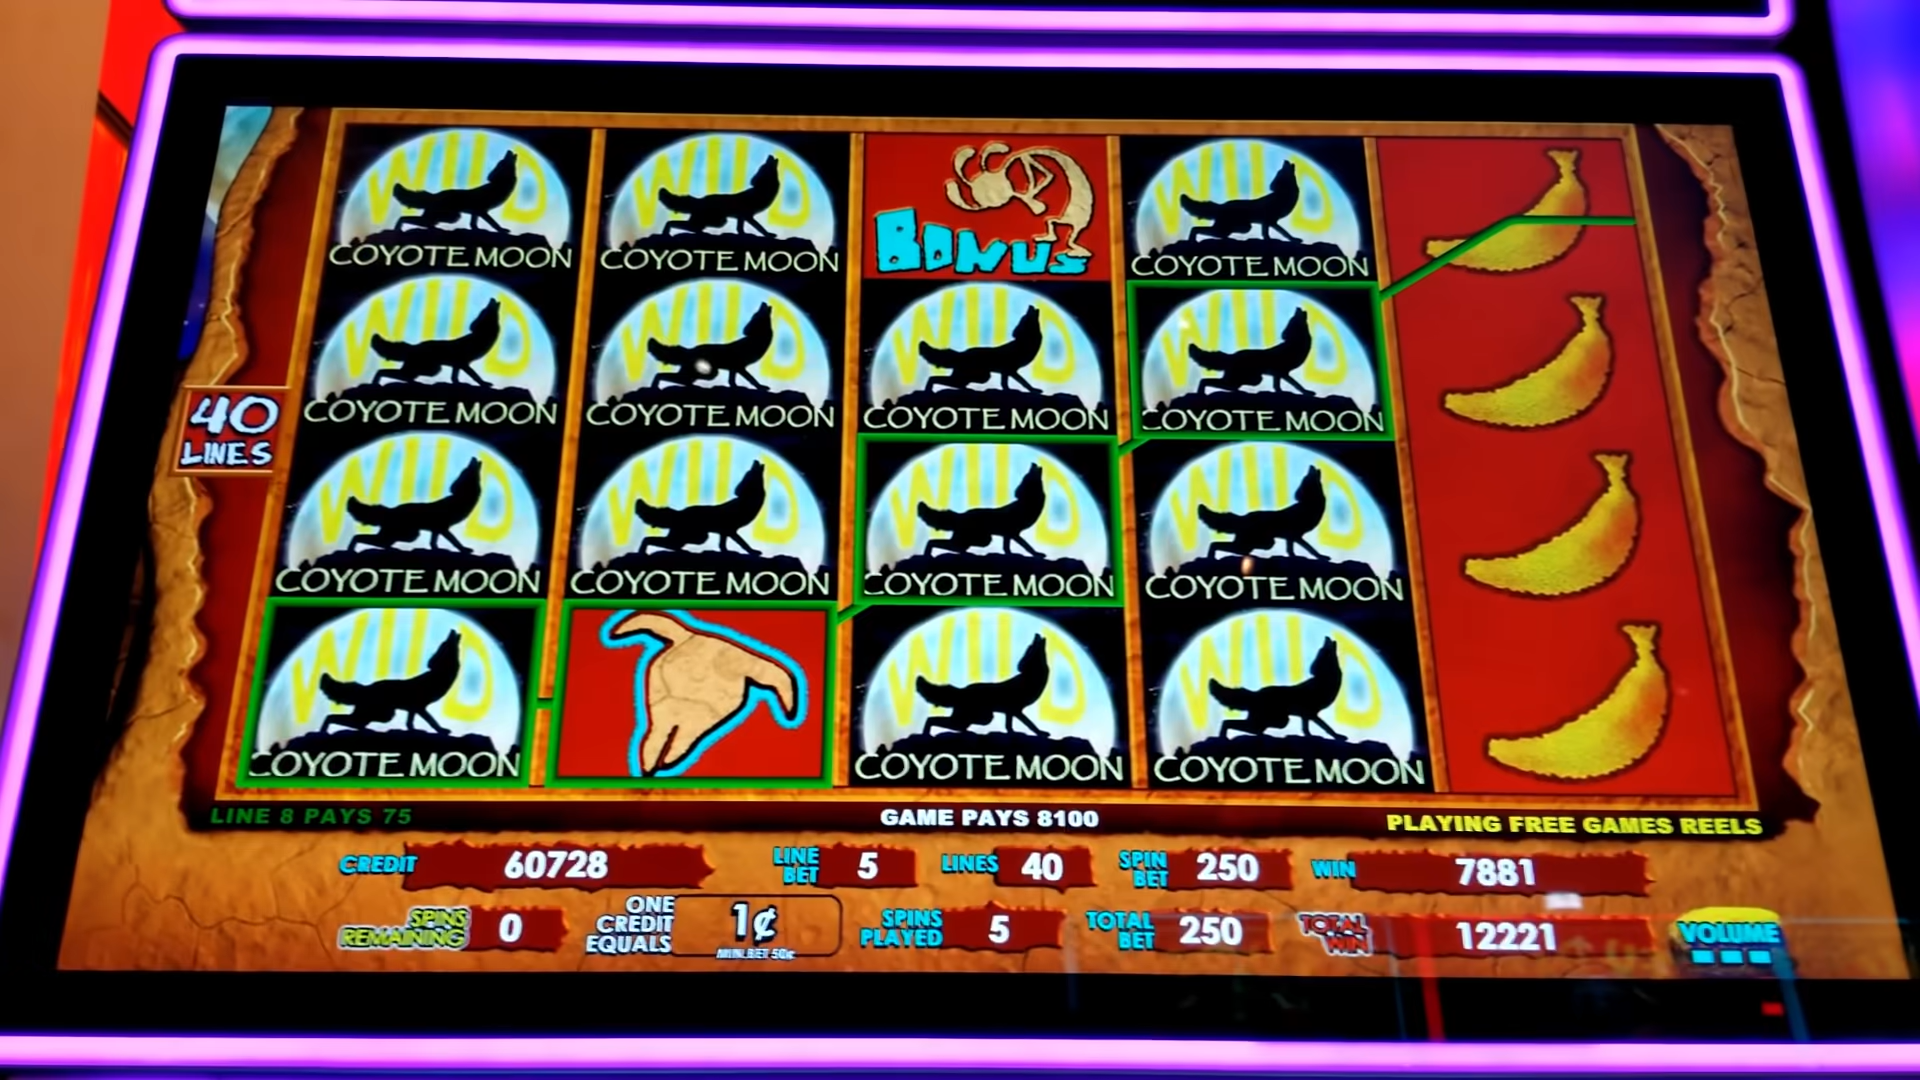 WILD WILD WILD
COYOTE MOON COYOTE MOON BONUS COYOTE MOON
WILD WILD WILD WILD
COYOTE MOON COYOTE MOON COYOTE MOON COYOTE MOON
40
LINES
WILD WILD WILD WILD
COYOTE MOON COYOTE MOON COYOTE MOON COYOTE MOON
WILD WILD WILD
COYOTE MOON COYOTE MOON COYOTE MOON
LINE 8 PAYS 75 GAME PAYS 8100 PLAYING FREE GAMES REELS
CREDIT 60728 LINE BET 5 LINES 40 SPIN BET 250 WIN 7881
SPINS REMAINING 0 ONE CREDIT EQUALS 1¢ SPINS PLAYED 5 TOTAL BET 250 TOTAL WIN 12221 VOLUME
MIN.BET 50¢